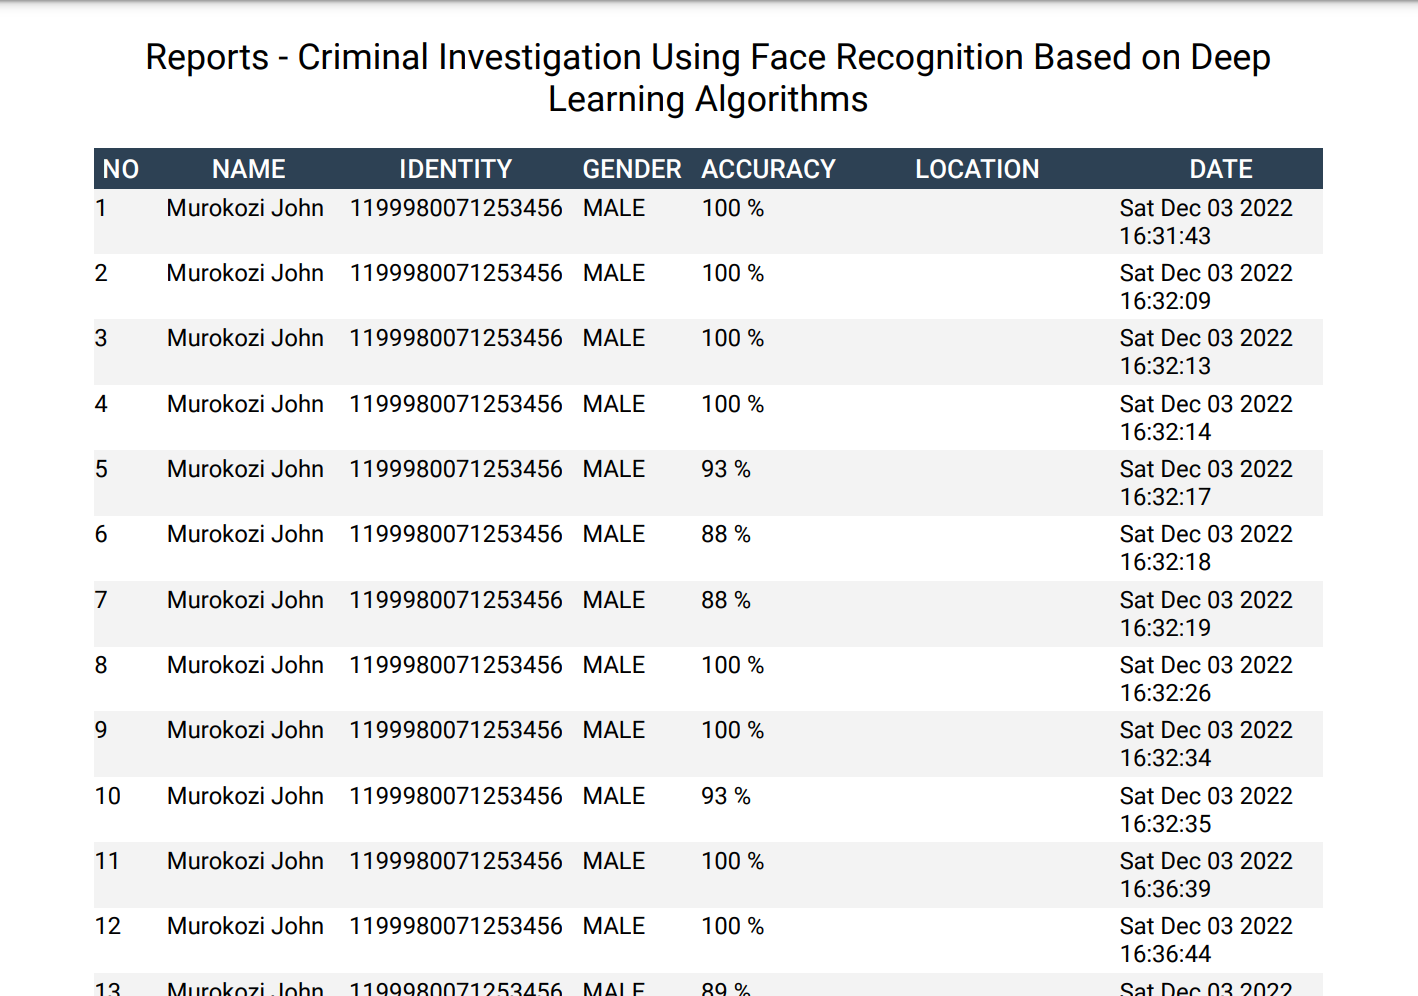 Reports - Criminal Investigation Using Face Recognition Based on Deep
Learning Algorithms
NO NAME IDENTITY GENDER ACCURACY LOCATION DATE
1 Murokozi John 1199980071253456 MALE 100 % Sat Dec 03 2022
16:31:43
2 Murokozi John 1199980071253456 MALE 100 % Sat Dec 03 2022
16:32:09
3 Murokozi John 1199980071253456 MALE 100 % Sat Dec 03 2022
16:32:13
4 Murokozi John 1199980071253456 MALE 100 % Sat Dec 03 2022
16:32:14
5 Murokozi John 1199980071253456 MALE 93 % Sat Dec 03 2022
16:32:17
6 Murokozi John 1199980071253456 MALE 88 % Sat Dec 03 2022
16:32:18
7 Murokozi John 1199980071253456 MALE 88 % Sat Dec 03 2022
16:32:19
8 Murokozi John 1199980071253456 MALE 100 % Sat Dec 03 2022
16:32:26
9 Murokozi John 1199980071253456 MALE 100 % Sat Dec 03 2022
16:32:34
10 Murokozi John 1199980071253456 MALE 93 % Sat Dec 03 2022
16:32:35
11 Murokozi John 1199980071253456 MALE 100 % Sat Dec 03 2022
16:36:39
12 Murokozi John 1199980071253456 MALE 100 % Sat Dec 03 2022
16:36:44
13 Murokozi John 1199980071253456 MALE 89 % Sat Dec 03 2022